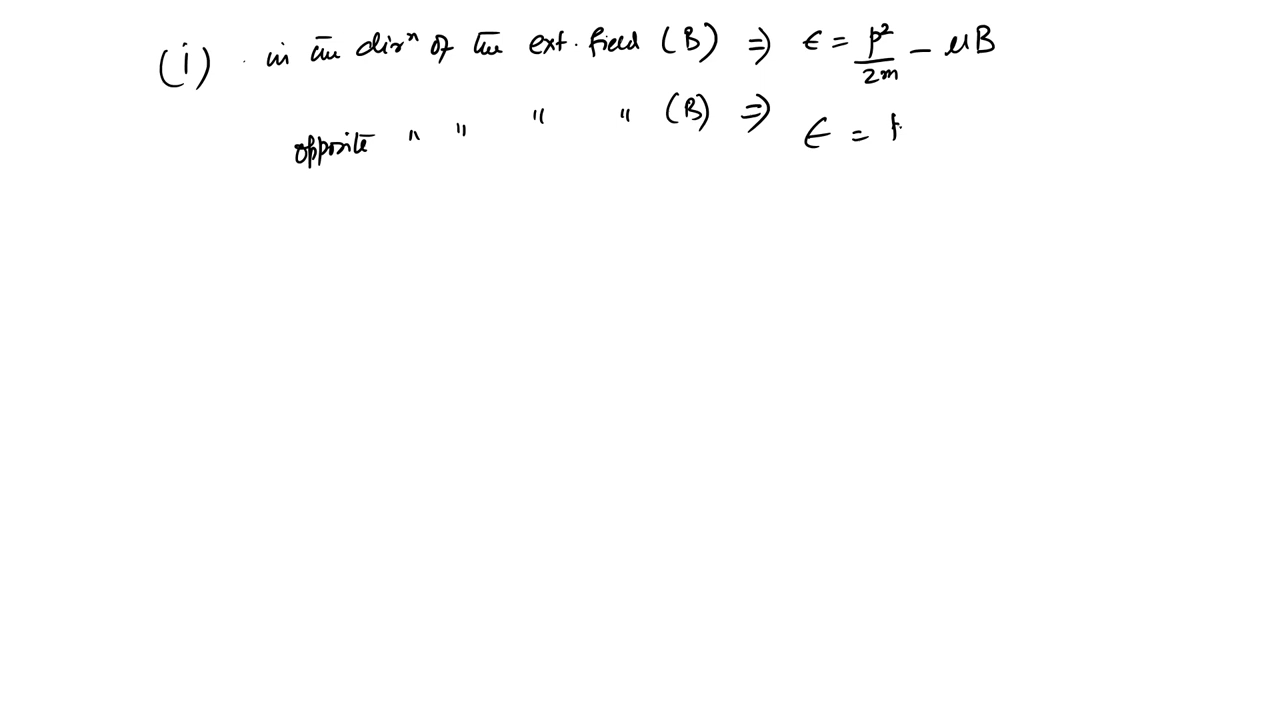 (i) in the dirⁿ of the ext. field (B) ⇒ ϵ = p²/2m - μB
opposite " " " " (B) ⇒ ϵ =